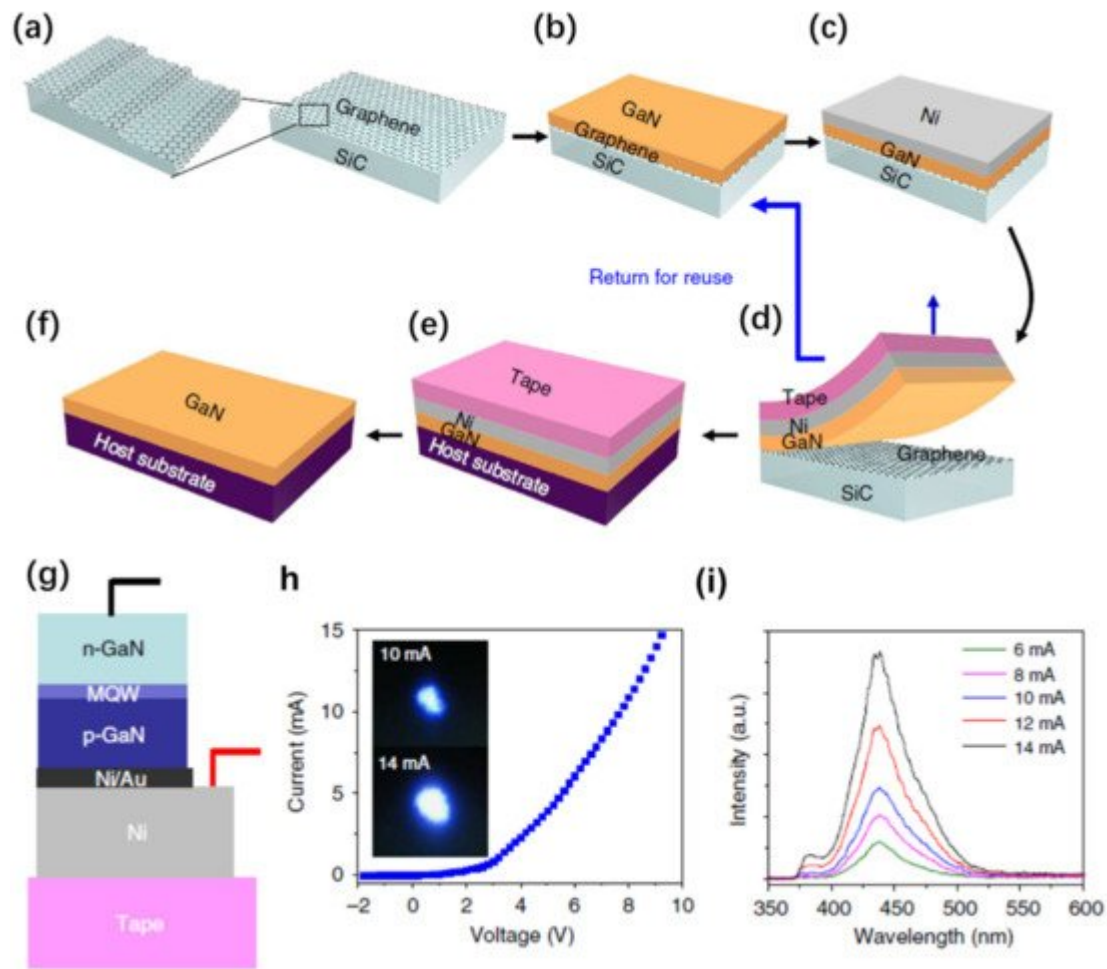 (a)
Graphene
SiC
(b)
GaN
Graphene
SiC
(c)
Ni
GaN
SiC
Return for reuse
(d)
Tape
Ni
GaN
Graphene
SiC
(e)
Tape
Ni
GaN
Host substrate
(f)
GaN
Host substrate
(g)
n-GaN
MQW
p-GaN
Ni/Au
Ni
Tape
h
15
10
5
0
Current (mA)
10 mA
14 mA
−2 0 2 4 6 8 10
Voltage (V)
(i)
Intensity (a.u.)
6 mA
8 mA
10 mA
12 mA
14 mA
350 400 450 500 550 600
Wavelength (nm)